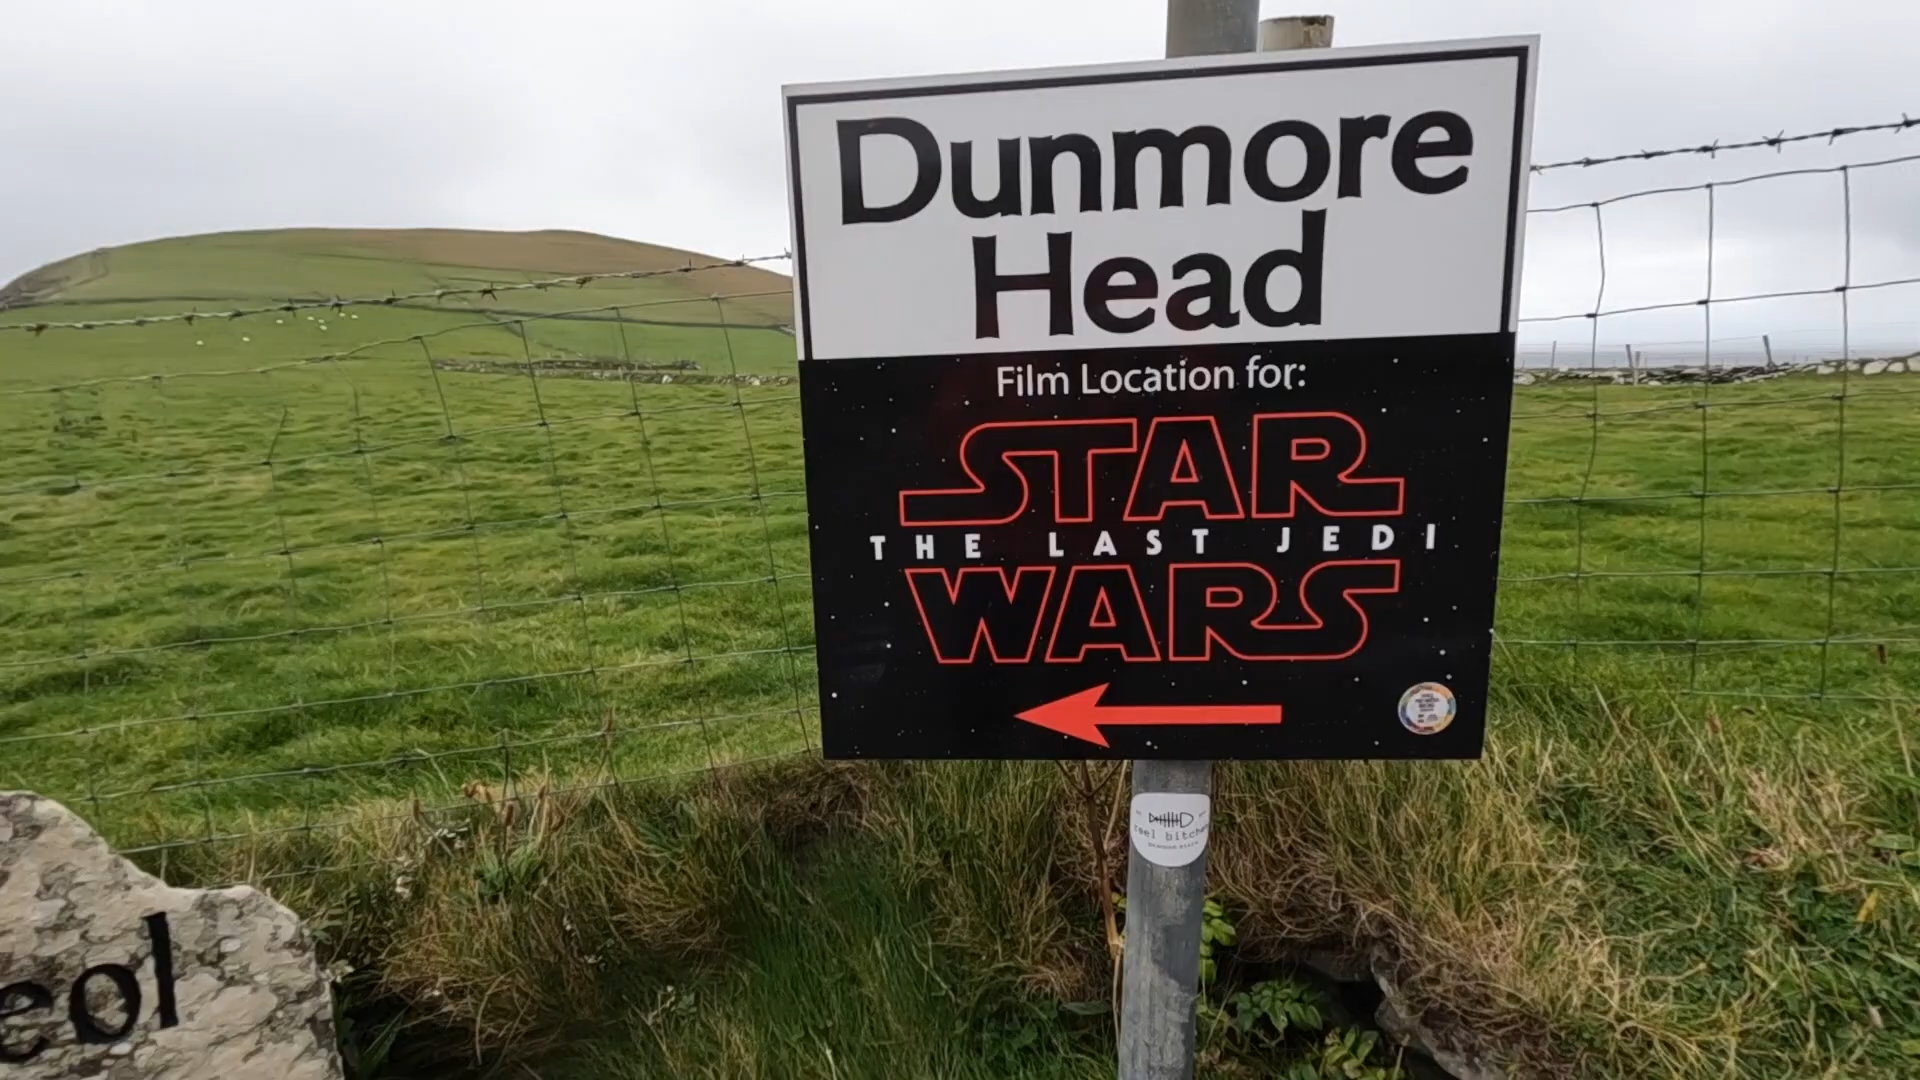 Dunmore
Head
Film Location for:
STAR
THE LAST JEDI
WARS
eol